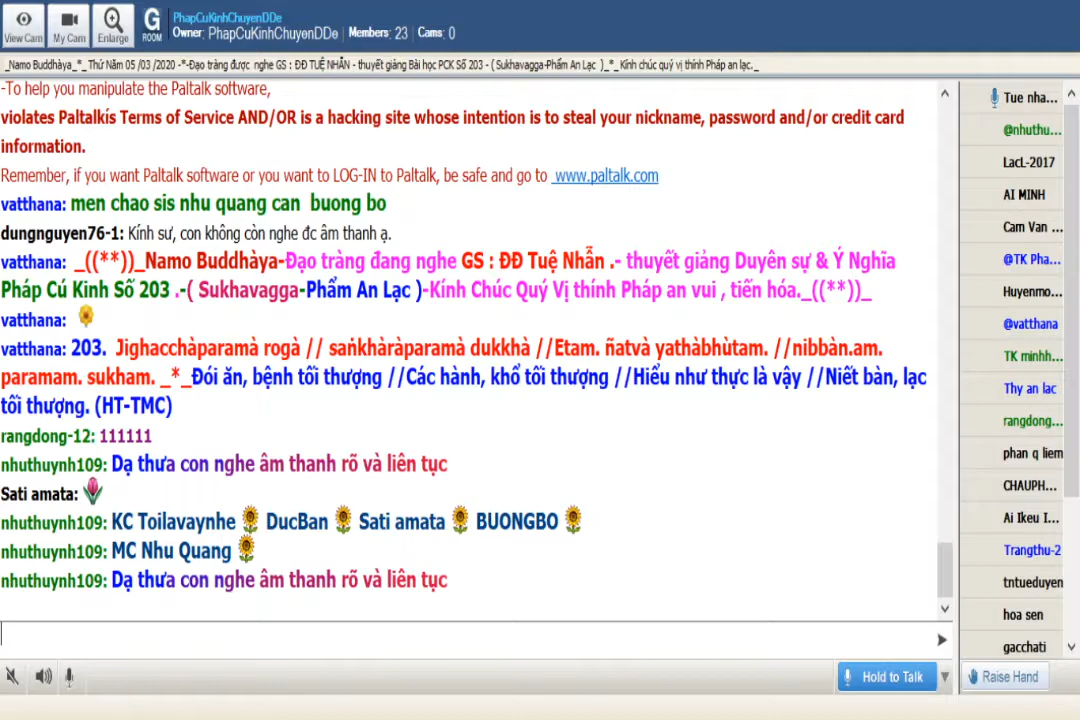 PhapCuKinhChuyenDDe
View Cam My Cam Enlarge G ROOM Owner: PhapCuKinhChuyenDDe Members: 23 Cams: 0
_Namo Buddhàya_*_ Thứ Năm 05 /03 /2020 -*-Đạo tràng được nghe GS : ĐĐ TUỆ NHẪN - thuyết giảng Bài học PCK Số 203 - ( Sukhavagga-Phẩm An Lạc )_*_Kính chúc quý vị thính Pháp an lạc._
-To help you manipulate the Paltalk software,
violates Paltalkís Terms of Service AND/OR is a hacking site whose intention is to steal your nickname, password and/or credit card
information.
Remember, if you want Paltalk software or you want to LOG-IN to Paltalk, be safe and go to www.paltalk.com
vatthana: men chao sis nhu quang can buong bo
dungnguyen76-1: Kính sư, con không còn nghe đc âm thanh ạ.
vatthana: _((**))_Namo Buddhàya-Đạo tràng đang nghe GS : ĐĐ Tuệ Nhẫn .- thuyết giảng Duyên sự & Ý Nghĩa
Pháp Cú Kinh Số 203 .-( Sukhavagga-Phẩm An Lạc )-Kính Chúc Quý Vị thính Pháp an vui , tiến hóa._((**))_
vatthana:
vatthana: 203. Jighacchàparamà rogà // saṅkhàràparamà dukkhà //Etam. ñatvà yathàbhùtam. //nibbàn.am.
paramam. sukham. _*_Đói ăn, bệnh tối thượng //Các hành, khổ tối thượng //Hiểu như thực là vậy //Niết bàn, lạc
tối thượng. (HT-TMC)
rangdong-12: 111111
nhuthuynh109: Dạ thưa con nghe âm thanh rõ và liên tục
Sati amata:
nhuthuynh109: KC Toilavaynhe DucBan Sati amata BUONGBO
nhuthuynh109: MC Nhu Quang
nhuthuynh109: Dạ thưa con nghe âm thanh rõ và liên tục
Tue nha...
@nhuthu...
LacL-2017
AI MINH
Cam Van ...
@TK Pha...
Huyenmo...
@vatthana
TK minhh...
Thy an lac
rangdong...
phan q liem
CHAUPH...
Ai Ikeu I...
Trangthu-2
tntueduyen
hoa sen
gacchati
Hold to Talk
Raise Hand